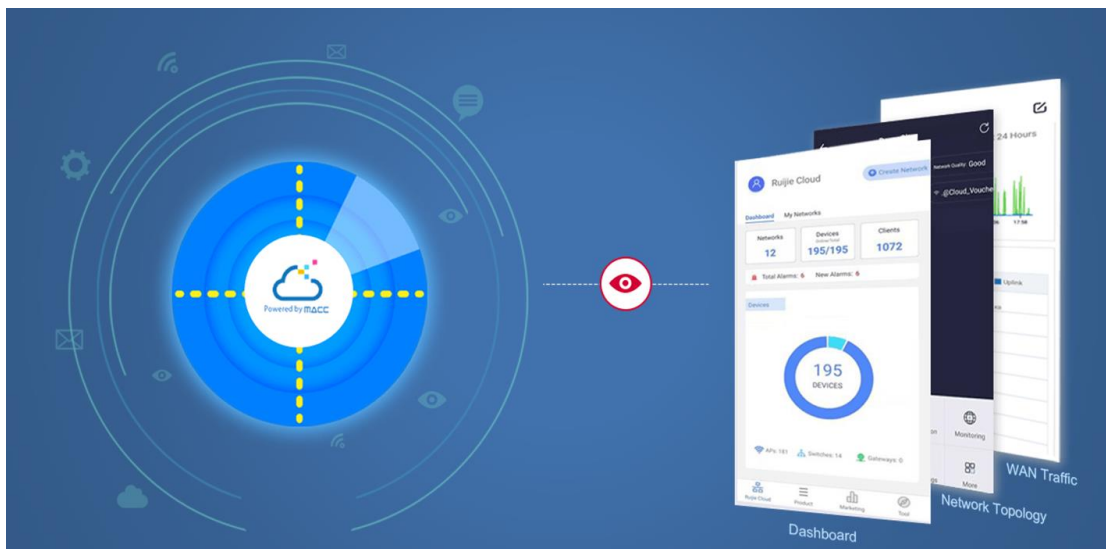 Powered by MACC
Ruijie Cloud
Create Network
Dashboard My Networks
Networks
12
Devices
195/195
Clients
1072
Total Alarms: 6 New Alarms: 6
Devices
195
DEVICES
APs: 181 Switches: 14 Gateways: 0
Ruijie Cloud Product Marketing Tool
Dashboard
Network Quality Good
@Cloud_Vouche
Monitoring
More
Network Topology
24 Hours
17:58
Uplink
WAN Traffic